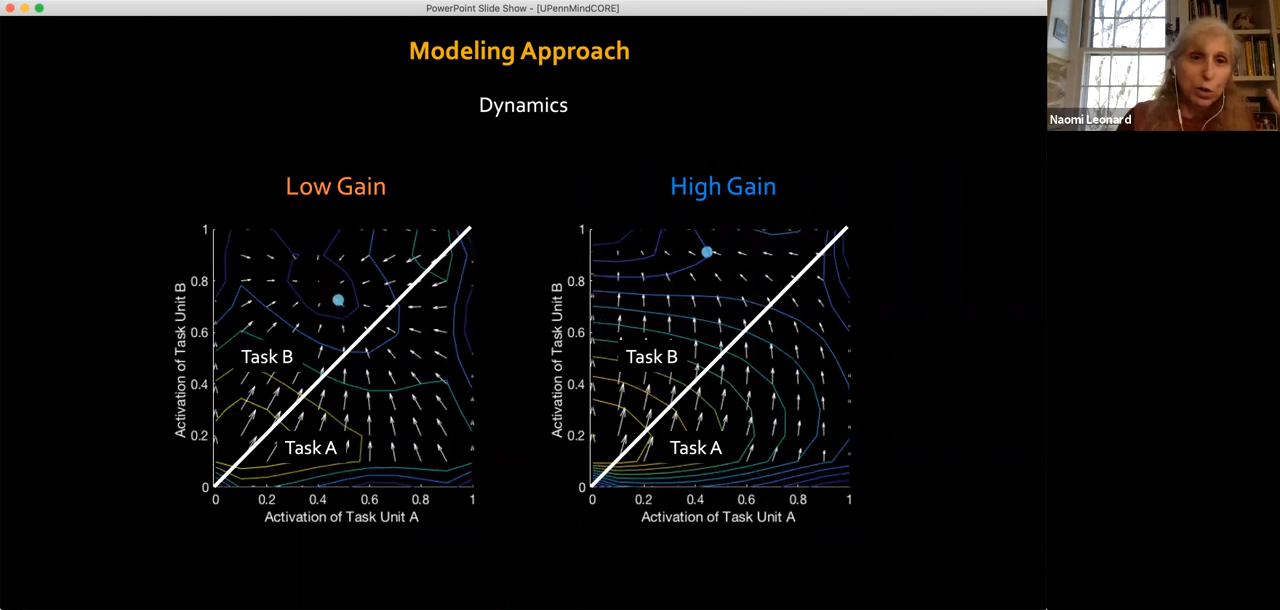 PowerPoint Slide Show - [UPennMindCORE]
Modeling Approach
Dynamics
Naomi Leonard
Low Gain
High Gain
1
0.8
0.6
0.4
0.2
0
Activation of Task Unit B
Task B
Task A
0 0.2 0.4 0.6 0.8 1
Activation of Task Unit A
1
0.8
0.6
0.4
0.2
0
Activation of Task Unit B
Task B
Task A
0 0.2 0.4 0.6 0.8 1
Activation of Task Unit A